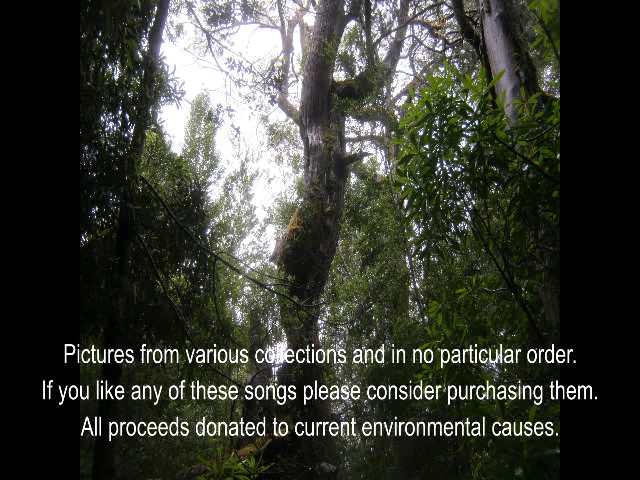 Pictures from various collections and in no particular order.
If you like any of these songs please consider purchasing them.
All proceeds donated to current environmental causes.